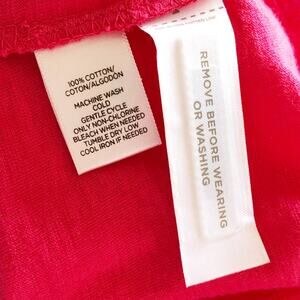 100% COTTON/
COTON/ALGODON
MACHINE WASH
COLD
GENTLE CYCLE
ONLY NON-CHLORINE
BLEACH WHEN NEEDED
TUMBLE DRY LOW
COOL IRON IF NEEDED
REMOVE BEFORE WEARING
OR WASHING